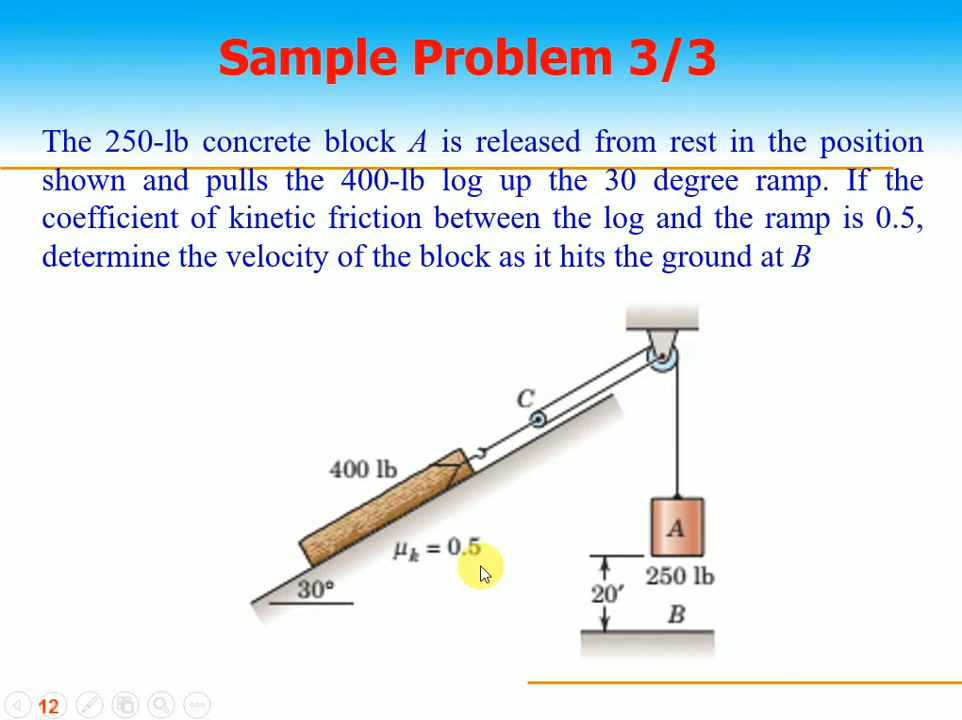 Sample Problem 3/3
The 250-lb concrete block A is released from rest in the position
shown and pulls the 400-lb log up the 30 degree ramp. If the
coefficient of kinetic friction between the log and the ramp is 0.5,
determine the velocity of the block as it hits the ground at B
C
400 lb
A
μk = 0.5
250 lb
30°
20′
B
12